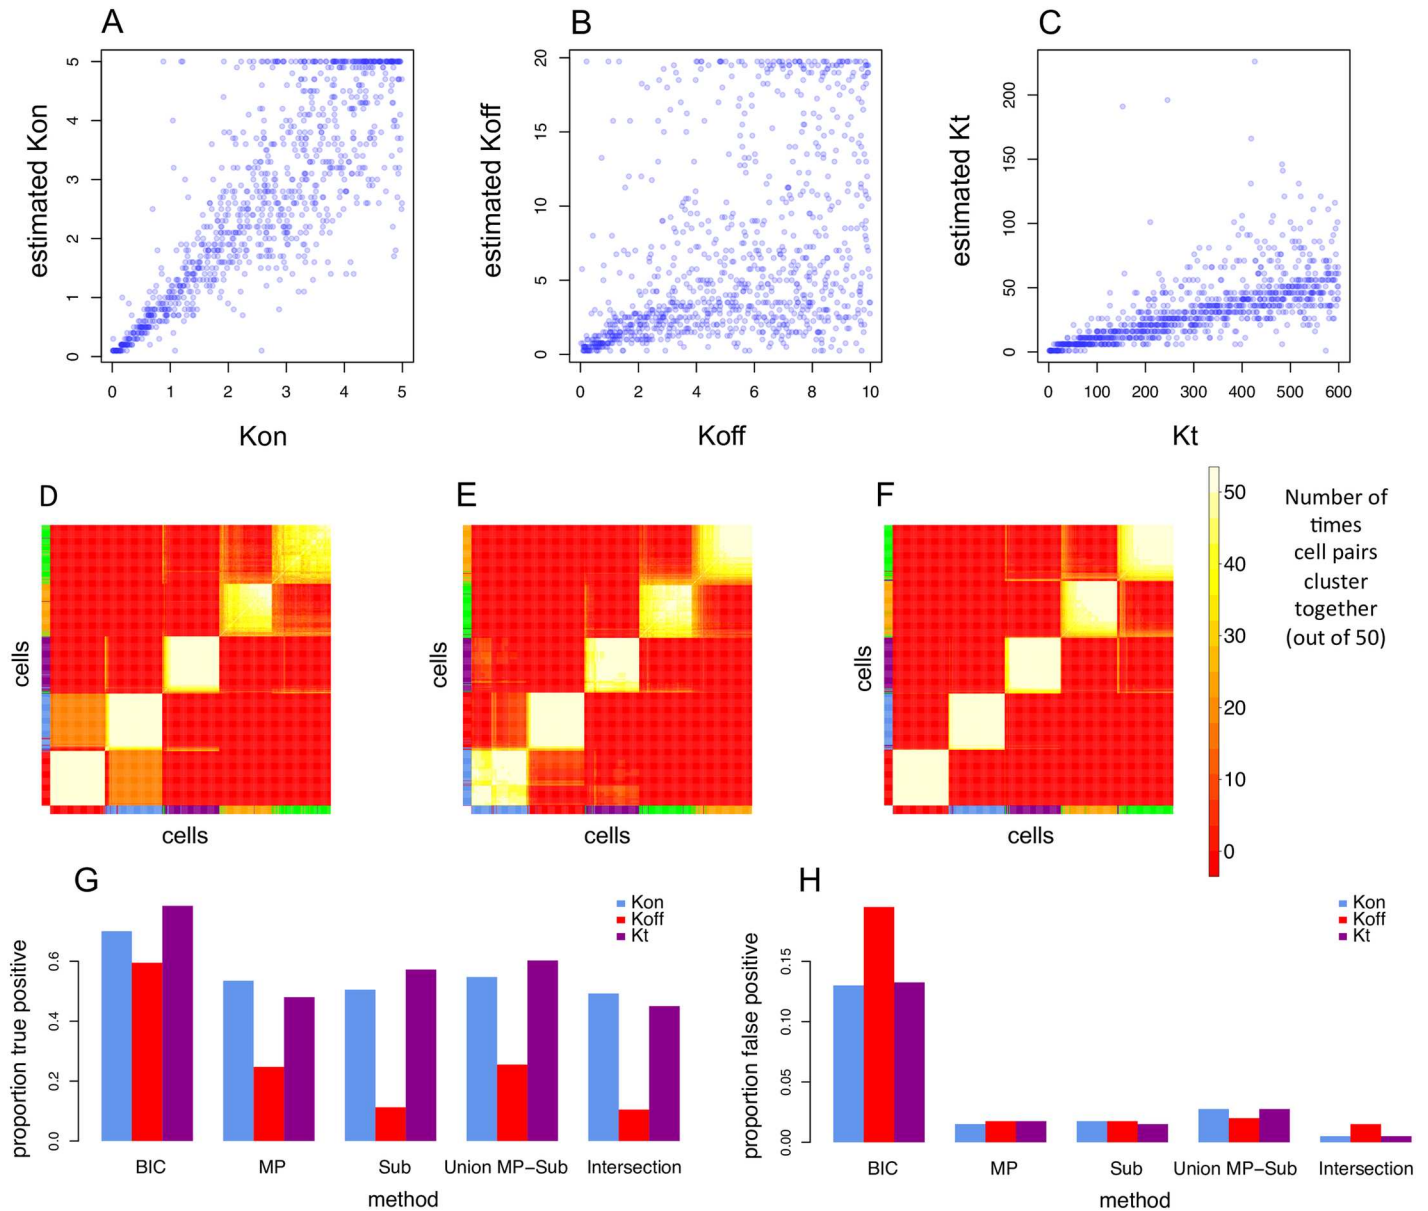 A
B
C
estimated Kon
5
4
3
2
1
0
0 1 2 3 4 5
Kon
estimated Koff
20
15
10
5
0
0 2 4 6 8 10
Koff
estimated Kt
200
150
100
50
0
0 100 200 300 400 500 600
Kt
D
E
F
cells
cells
cells
cells
cells
cells
50
40
30
20
10
0
Number of
times
cell pairs
cluster
together
(out of 50)
G
proportion true positive
0.6
0.4
0.2
0.0
Kon
Koff
Kt
BIC MP Sub Union MP−Sub Intersection
method
H
proportion false positive
0.15
0.10
0.05
0.00
Kon
Koff
Kt
BIC MP Sub Union MP−Sub Intersection
method